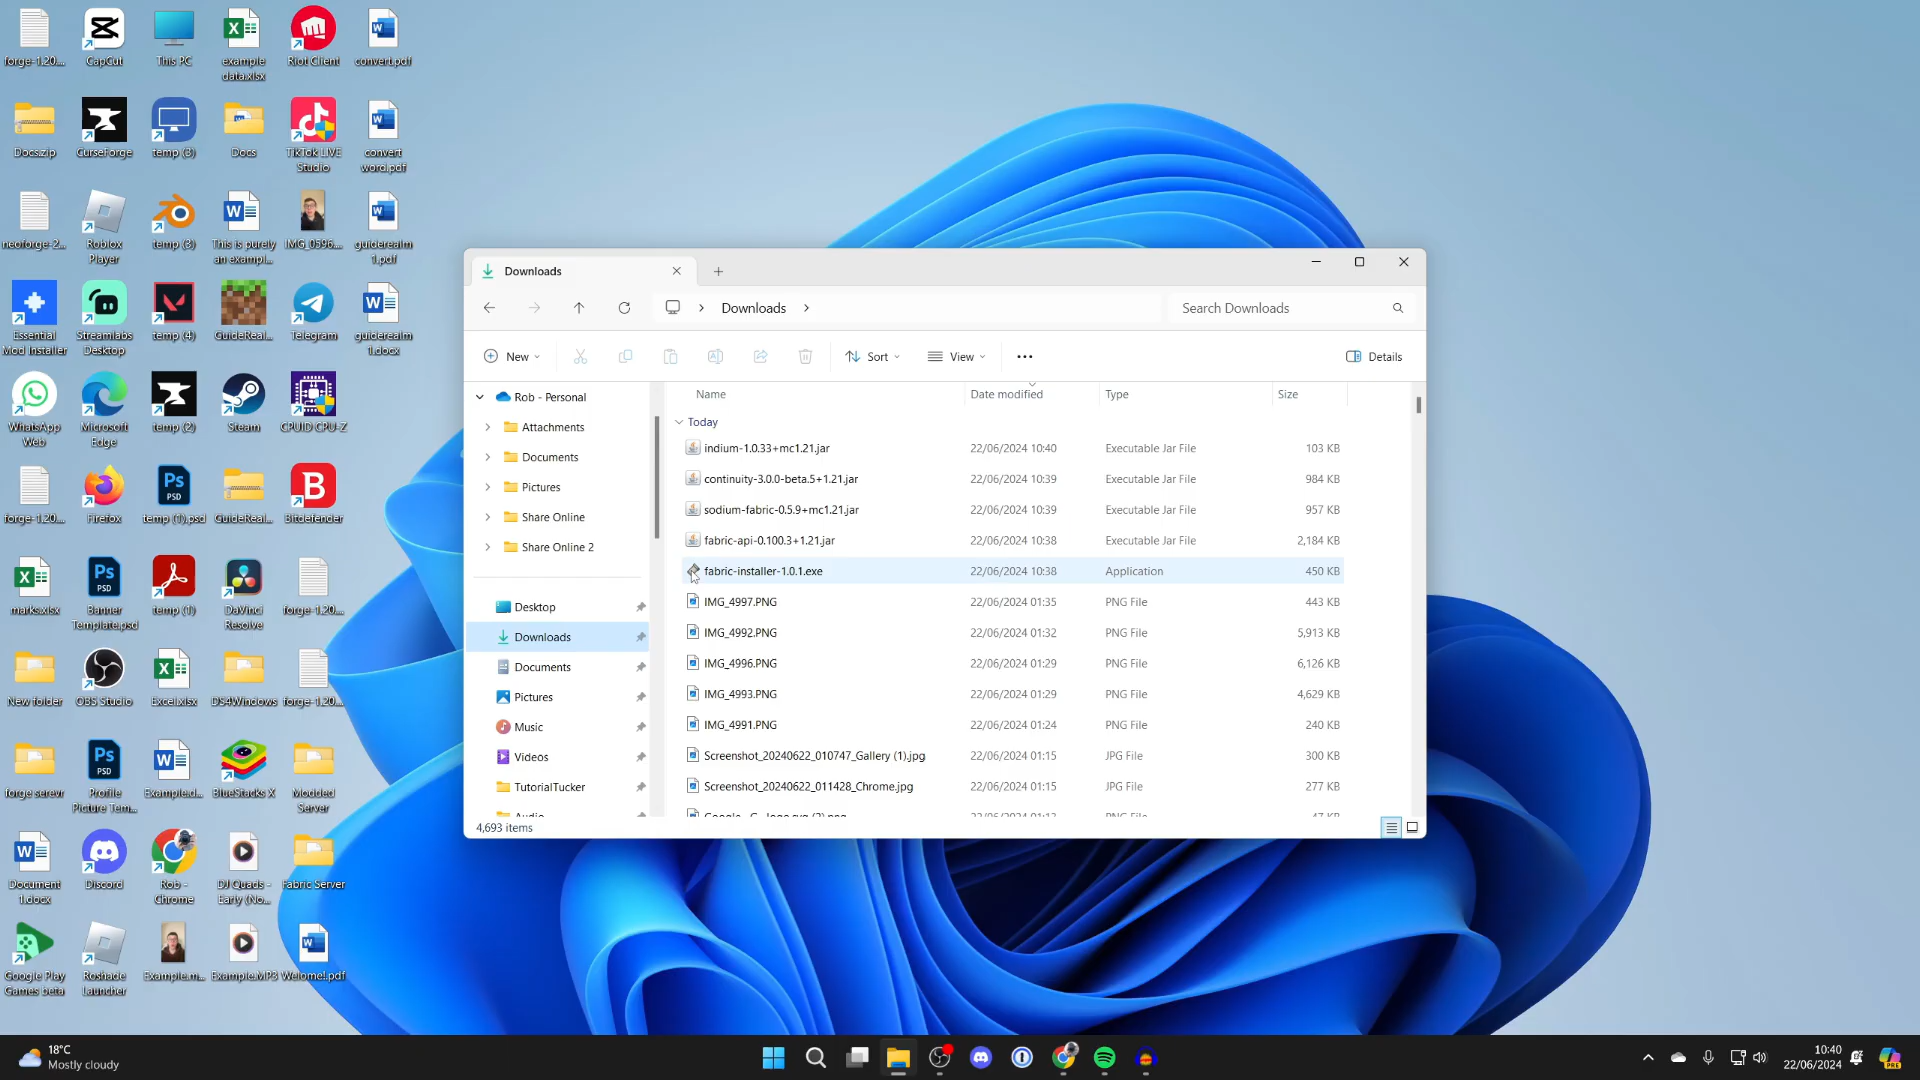 forge-1.20...
CapCut
This PC
example
data.xlsx
Riot Client
convert.pdf
Docs.zip
CurseForge
temp (3)
Docs
TikTok LIVE
Studio
convert
word.pdf
neoforge-2...
Roblox
Player
temp (3)
This is purely
an exampl...
IMG_0596....
guiderealm
1.pdf
Essential
Mod Installer
Streamlabs
Desktop
temp (4)
GuideReal...
Telegram
guiderealm
1.docx
WhatsApp
Web
Microsoft
Edge
temp (2)
Steam
CPUID CPU-Z
forge-1.20...
Firefox
temp (1).psd
GuideReal...
Bitdefender
marks.xlsx
Banner
Template.psd
temp (1)
DaVinci
Resolve
forge-1.20...
New folder
OBS Studio
Excel.xlsx
DS4Windows
forge-1.20...
forge serevr
Profile
Picture Tem...
Example.d...
BlueStacks X
Modded
Server
Document
1.docx
Discord
Rob -
Chrome
DJ Quads -
Early (No...
Fabric Server
Google Play
Games beta
Roshade
Launcher
Example.m...
Example.MP3
Welome!.pdf
Downloads
Downloads
Search Downloads
New
Sort
View
Details
Rob - Personal
Attachments
Documents
Pictures
Share Online
Share Online 2
Desktop
Downloads
Documents
Pictures
Music
Videos
TutorialTucker
Name Date modified Type Size
Today
indium-1.0.33+mc1.21.jar 22/06/2024 10:40 Executable Jar File 103 KB
continuity-3.0.0-beta.5+1.21.jar 22/06/2024 10:39 Executable Jar File 984 KB
sodium-fabric-0.5.9+mc1.21.jar 22/06/2024 10:39 Executable Jar File 957 KB
fabric-api-0.100.3+1.21.jar 22/06/2024 10:38 Executable Jar File 2,184 KB
fabric-installer-1.0.1.exe 22/06/2024 10:38 Application 450 KB
IMG_4997.PNG 22/06/2024 01:35 PNG File 443 KB
IMG_4992.PNG 22/06/2024 01:32 PNG File 5,913 KB
IMG_4996.PNG 22/06/2024 01:29 PNG File 6,126 KB
IMG_4993.PNG 22/06/2024 01:29 PNG File 4,629 KB
IMG_4991.PNG 22/06/2024 01:24 PNG File 240 KB
Screenshot_20240622_010747_Gallery (1).jpg 22/06/2024 01:15 JPG File 300 KB
Screenshot_20240622_011428_Chrome.jpg 22/06/2024 01:15 JPG File 277 KB
4,693 items
18°C
Mostly cloudy
10:40
22/06/2024